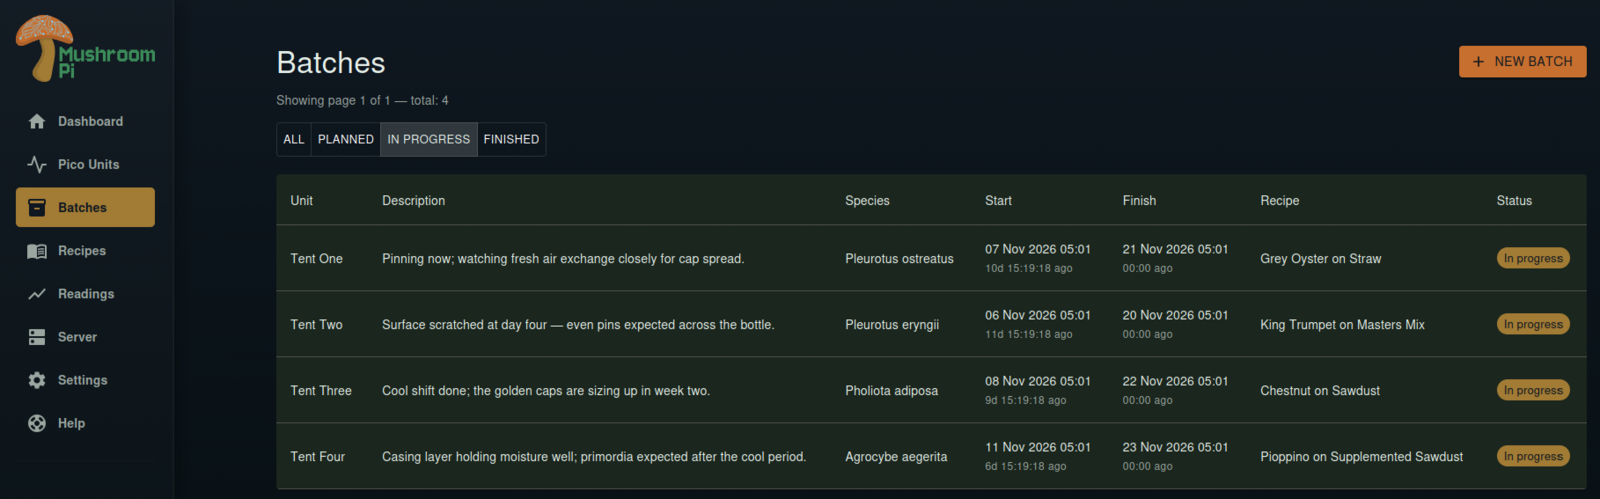 Mushroom
Pi
Dashboard
Pico Units
Batches
Recipes
Readings
Server
Settings
Help
Batches
+ NEW BATCH
Showing page 1 of 1 — total: 4
ALL PLANNED IN PROGRESS FINISHED
Unit Description Species Start Finish Recipe Status
Tent One Pinning now; watching fresh air exchange closely for cap spread. Pleurotus ostreatus 07 Nov 2026 05:01 21 Nov 2026 05:01 Grey Oyster on Straw In progress
10d 15:19:18 ago 00:00 ago
Tent Two Surface scratched at day four — even pins expected across the bottle. Pleurotus eryngii 06 Nov 2026 05:01 20 Nov 2026 05:01 King Trumpet on Masters Mix In progress
11d 15:19:18 ago 00:00 ago
Tent Three Cool shift done; the golden caps are sizing up in week two. Pholiota adiposa 08 Nov 2026 05:01 22 Nov 2026 05:01 Chestnut on Sawdust In progress
9d 15:19:18 ago 00:00 ago
Tent Four Casing layer holding moisture well; primordia expected after the cool period. Agrocybe aegerita 11 Nov 2026 05:01 23 Nov 2026 05:01 Pioppino on Supplemented Sawdust In progress
6d 15:19:18 ago 00:00 ago